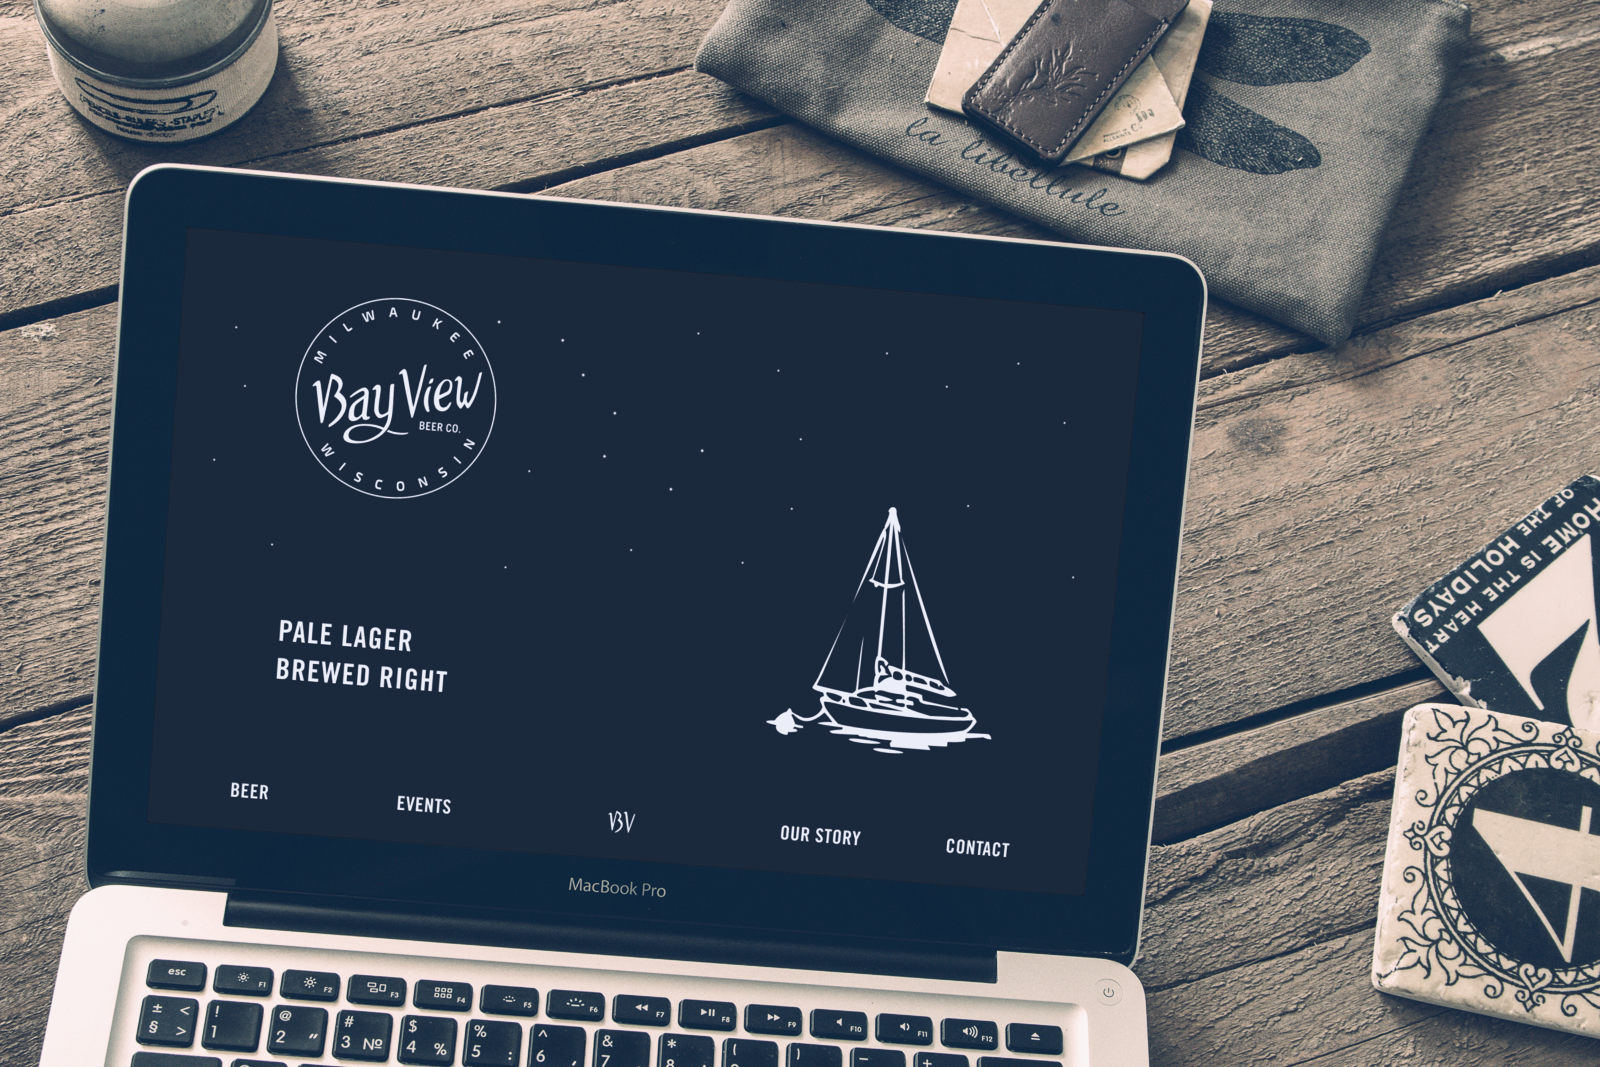 la libellule
MILWAUKEE
Bay View
BEER CO.
WISCONSIN
PALE LAGER
BREWED RIGHT
BEER
EVENTS
BV
OUR STORY
CONTACT
MacBook Pro
HOME IS THE HEART
OF THE HOLIDAYS
7
4
esc
F1
F2
F3
F4
F5
F6
F7
F8
F9
F10
F11
F12
± <
§ >
!
1
@
2 “
#
3 №
$
4 %
%
5 :
^
6 ,
&
7
*
8
(
)